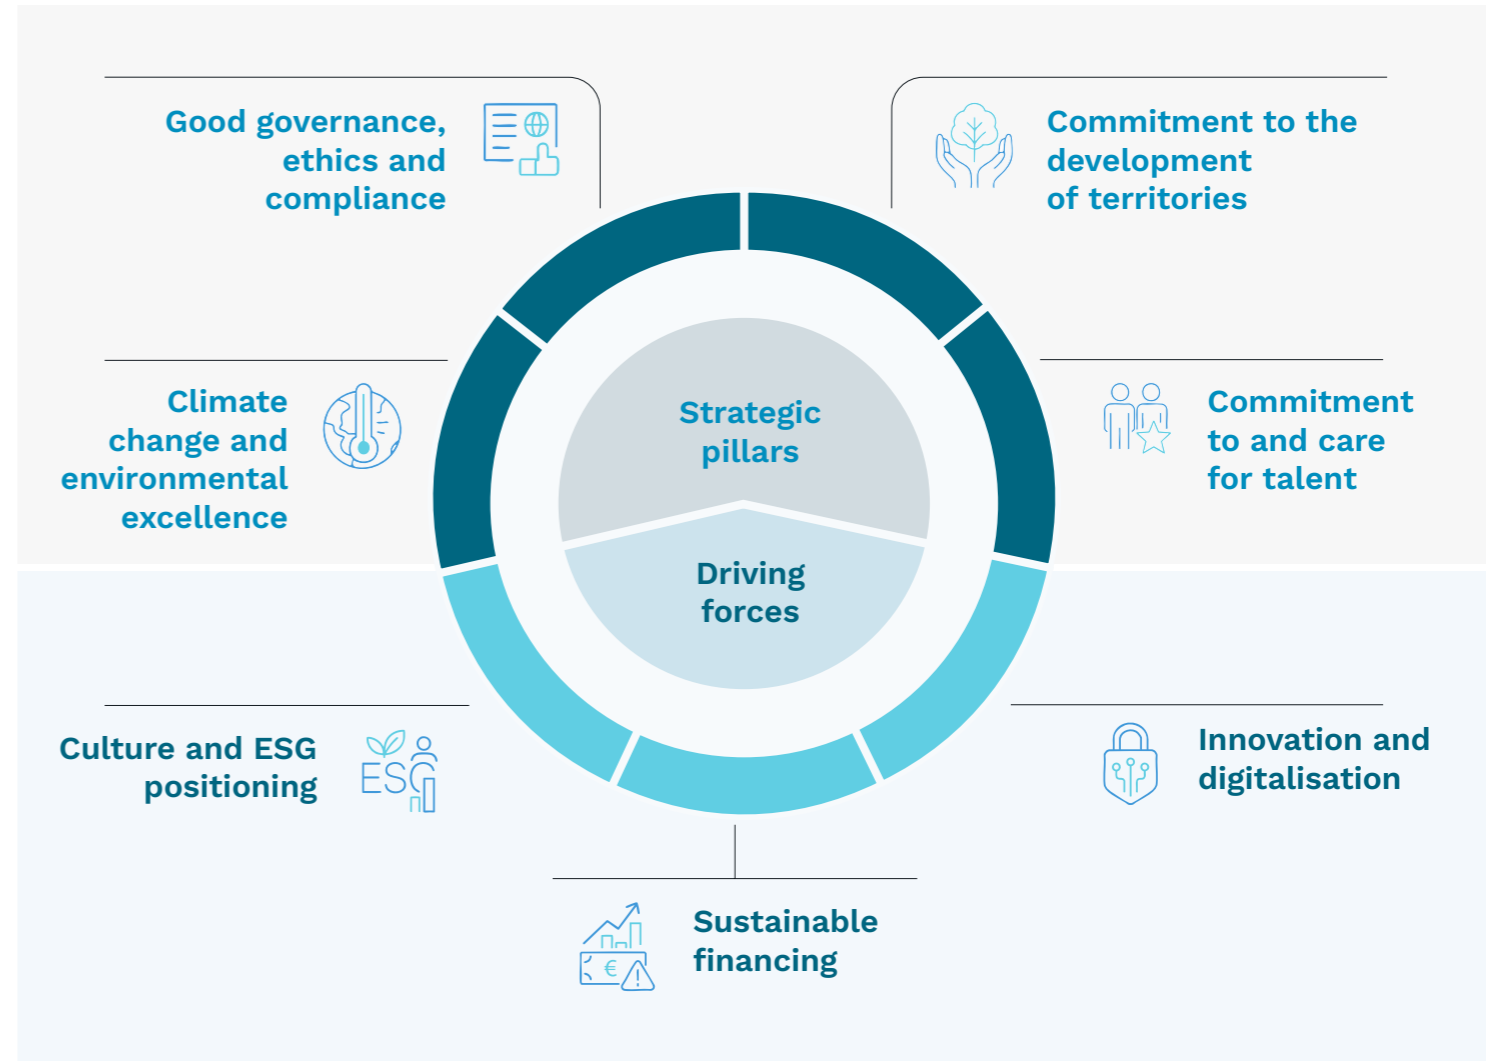 Good governance,
ethics and
compliance
Commitment to the
development
of territories
Climate
change and
environmental
excellence
Strategic
pillars
Commitment
to and care
for talent
Driving
forces
Culture and ESG
positioning
ESG
Innovation and
digitalisation
Sustainable
financing
€